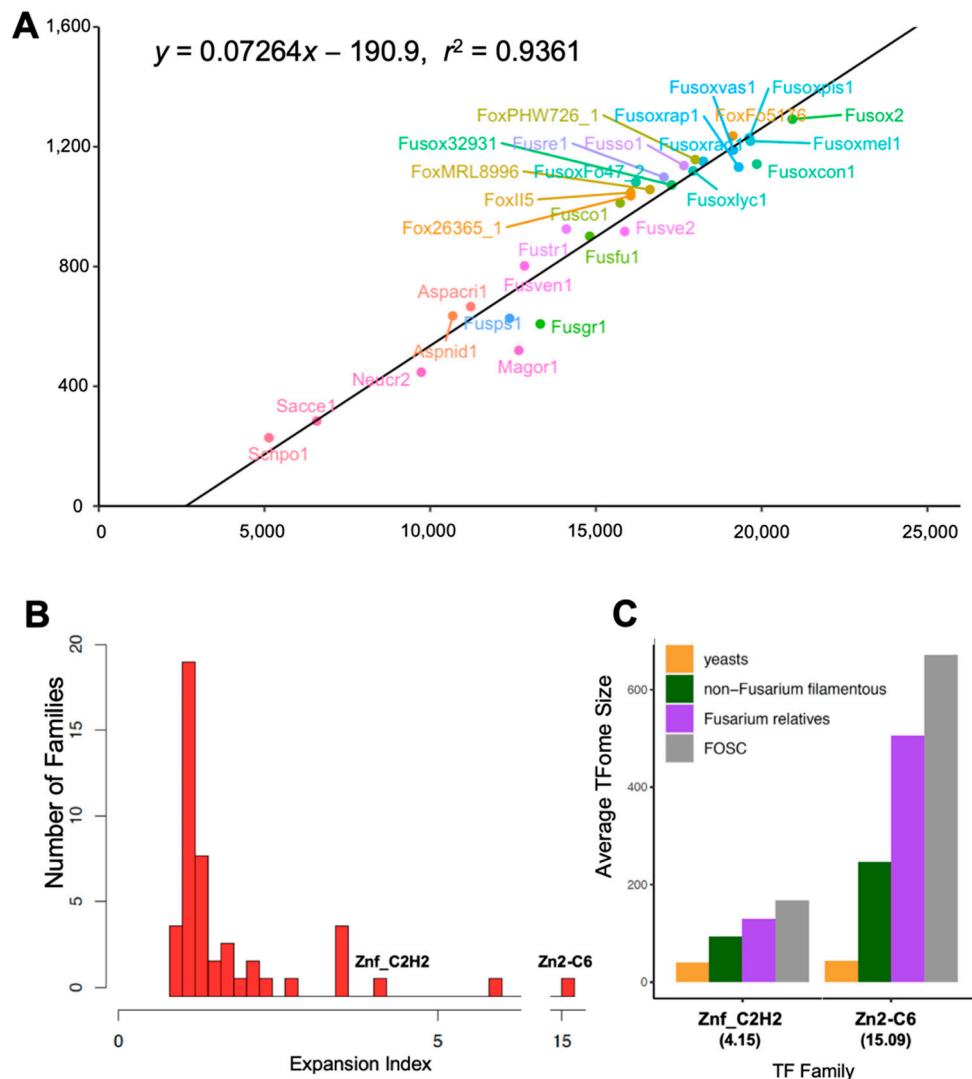 A
1,600
y = 0.07264x – 190.9, r² = 0.9361
Fusoxvas1
Fusoxpis1
FoxPHW726_1
Fusoxrap1
FoxFo5176
Fusox2
1,200
Fusox32931
Fusre1
Fusso1
Fusoxrad1
Fusoxmel1
FoxMRL8996
FusoxFo47_2
Fusoxcon1
FoxII5
Fusoxlyc1
Fusco1
Fox26365_1
Fusve2
Fustr1
Fusfu1
800
Fusven1
Aspacri1
Fusps1
Fusgr1
Aspnid1
Magor1
400
Neucr2
Sacce1
Schpo1
0
0
5,000
10,000
15,000
20,000
25,000
B
Number of Families
20
15
10
5
0
Znf_C2H2
Zn2-C6
0
5
15
Expansion Index
C
Average TFome Size
600
400
200
0
yeasts
non−Fusarium filamentous
Fusarium relatives
FOSC
Znf_C2H2
(4.15)
Zn2-C6
(15.09)
TF Family